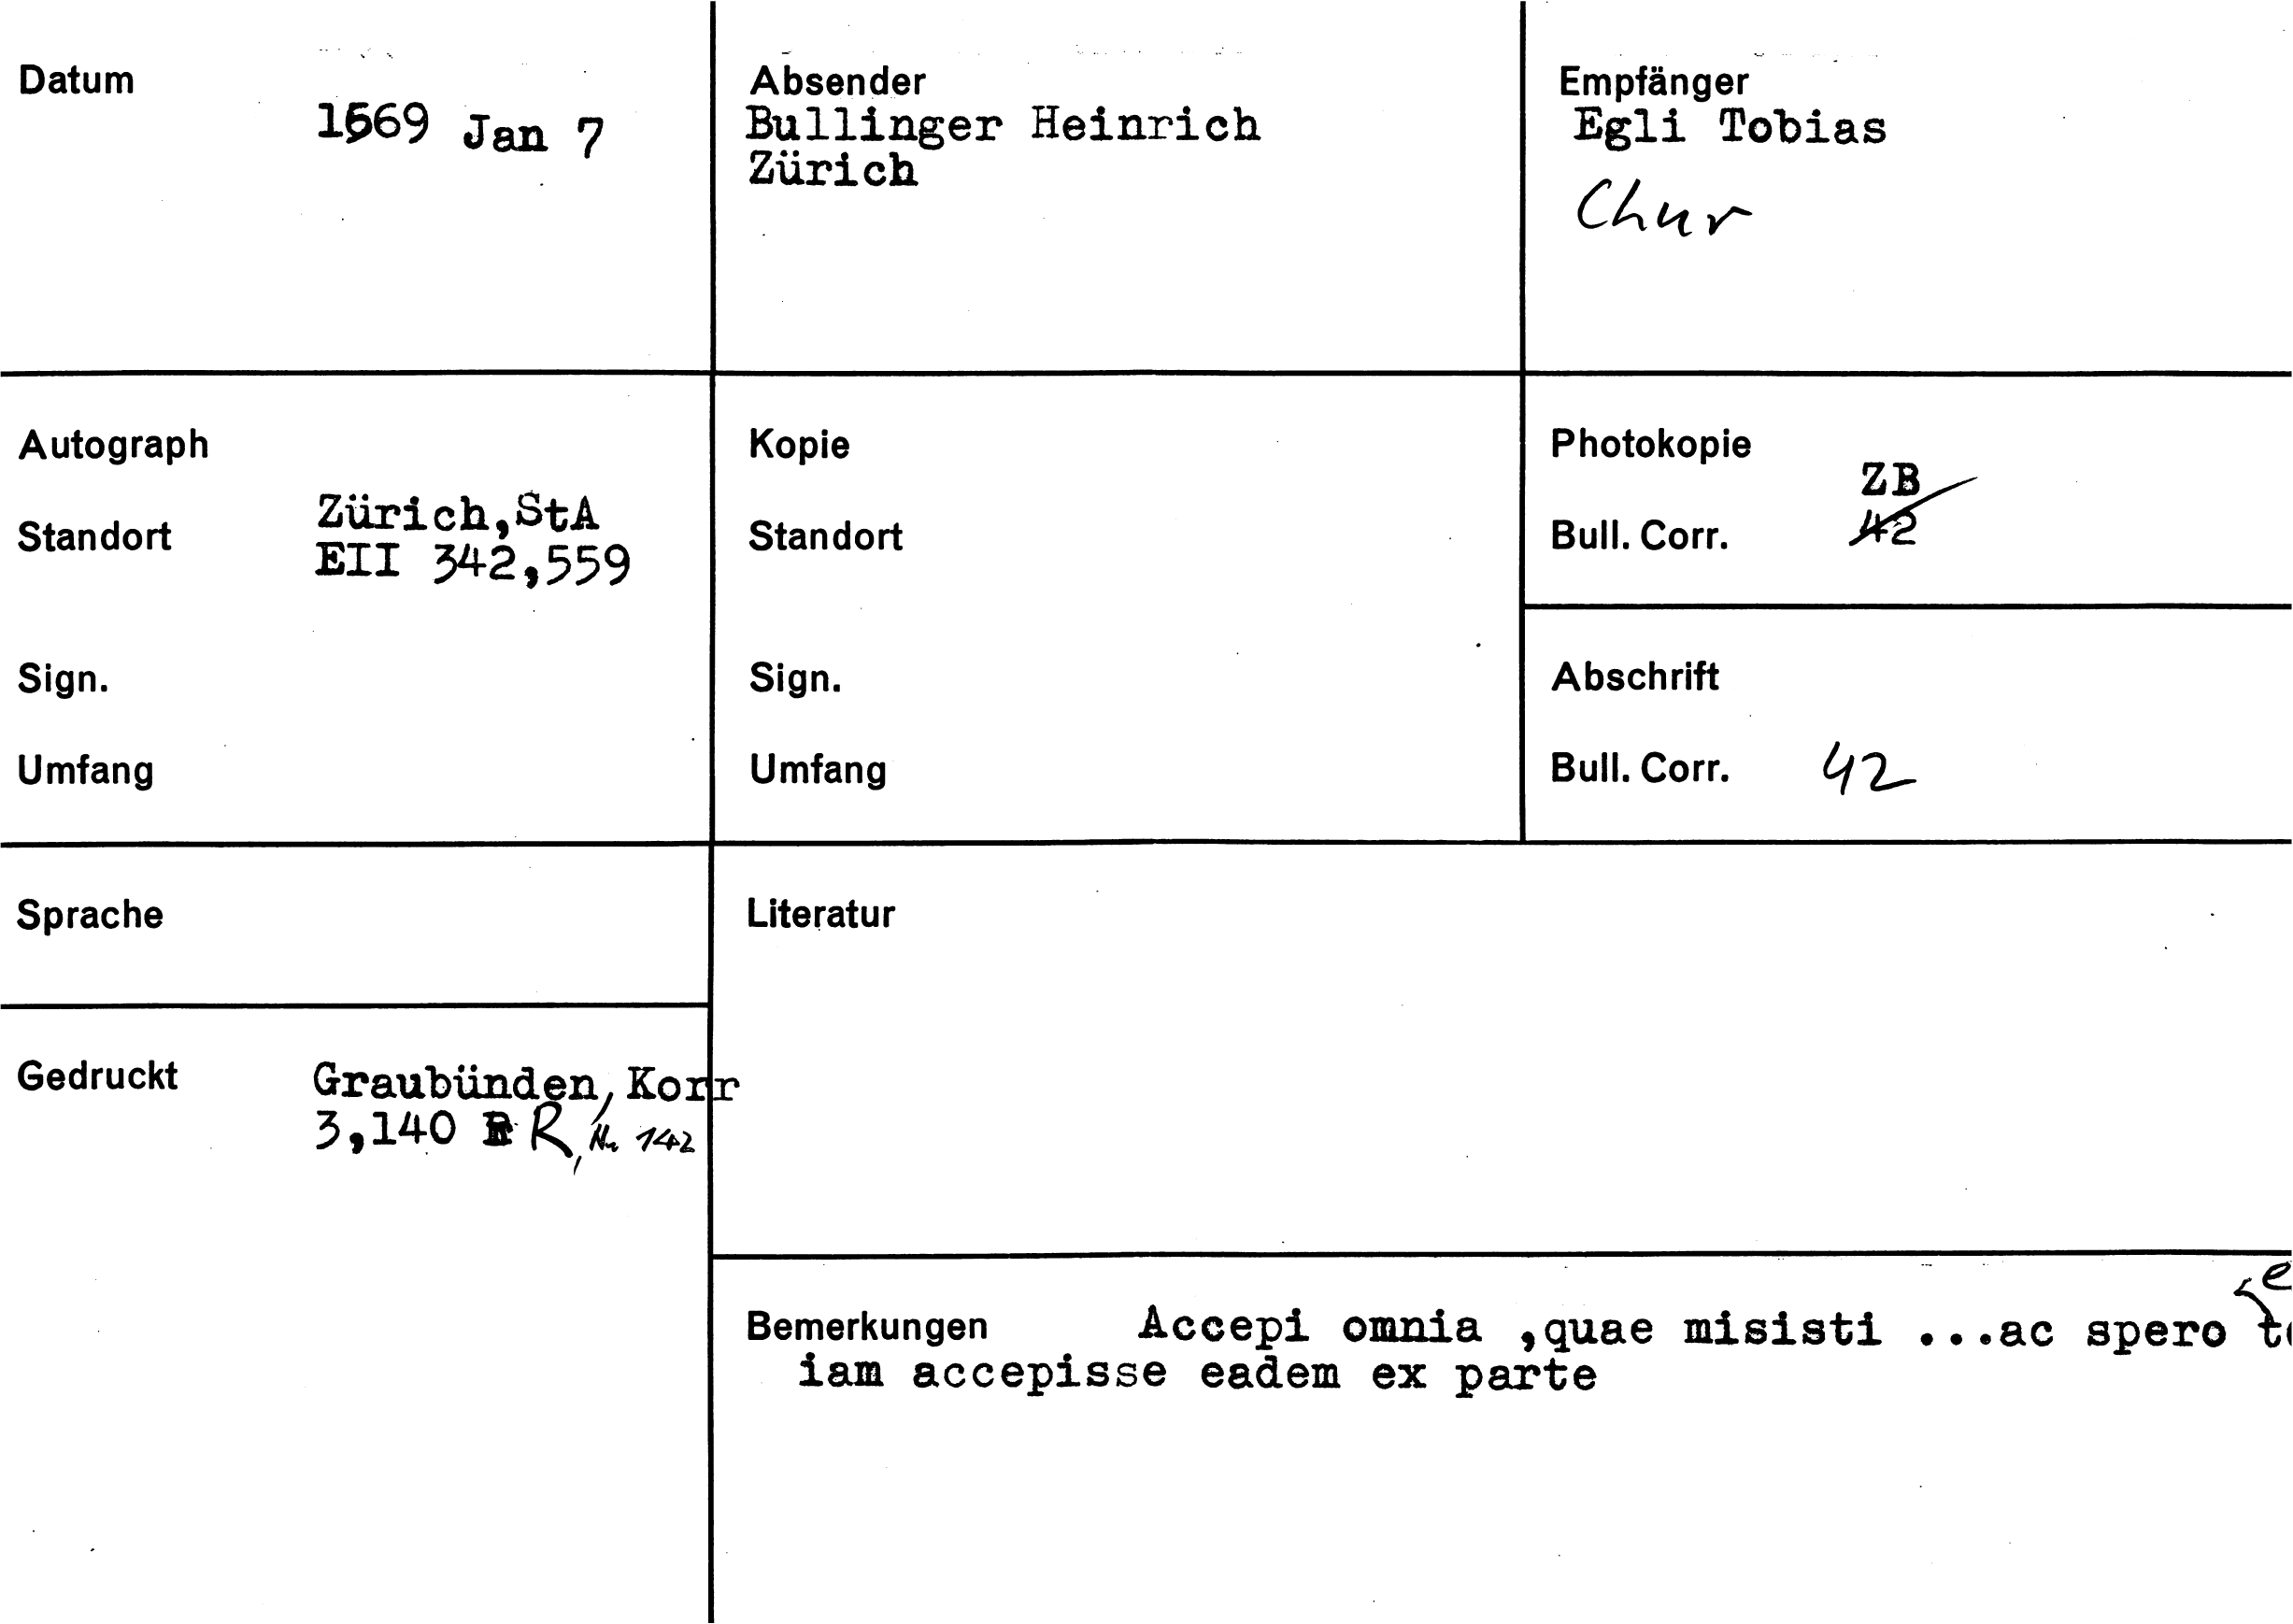 Datum
1569 Jan 7
Absender
Bullinger Heinrich
Zürich
Empfänger
Egli Tobias
Chur
Autograph
Standort
Zürich,StA
EII 342,559
Sign.
Umfang
Kopie
Standort
Sign.
Umfang
Photokopie
ZB
Bull. Corr. 42
Abschrift
Bull. Corr. 42
Sprache
Literatur
Gedruckt
Graubünden, Korr
3,140 R R, Nr 142
Bemerkungen Accepi omnia ,quae misisti ...ac spero
iam accepisse eadem ex parte